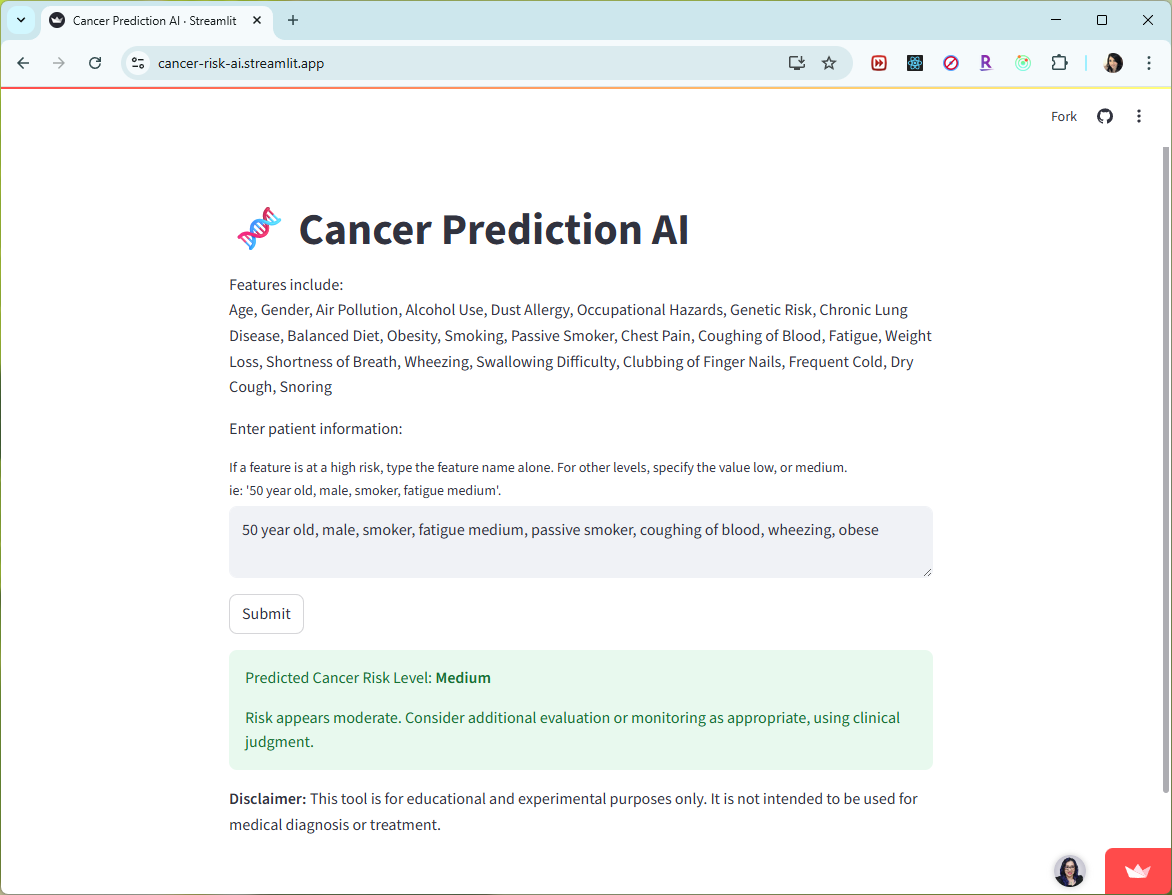 Cancer Prediction AI · Streamlit
cancer-risk-ai.streamlit.app
R
Fork
Cancer Prediction AI
Features include:
Age, Gender, Air Pollution, Alcohol Use, Dust Allergy, Occupational Hazards, Genetic Risk, Chronic Lung
Disease, Balanced Diet, Obesity, Smoking, Passive Smoker, Chest Pain, Coughing of Blood, Fatigue, Weight
Loss, Shortness of Breath, Wheezing, Swallowing Difficulty, Clubbing of Finger Nails, Frequent Cold, Dry
Cough, Snoring
Enter patient information:
If a feature is at a high risk, type the feature name alone. For other levels, specify the value low, or medium.
ie: '50 year old, male, smoker, fatigue medium'.
50 year old, male, smoker, fatigue medium, passive smoker, coughing of blood, wheezing, obese
Submit
Predicted Cancer Risk Level: Medium
Risk appears moderate. Consider additional evaluation or monitoring as appropriate, using clinical
judgment.
Disclaimer: This tool is for educational and experimental purposes only. It is not intended to be used for
medical diagnosis or treatment.